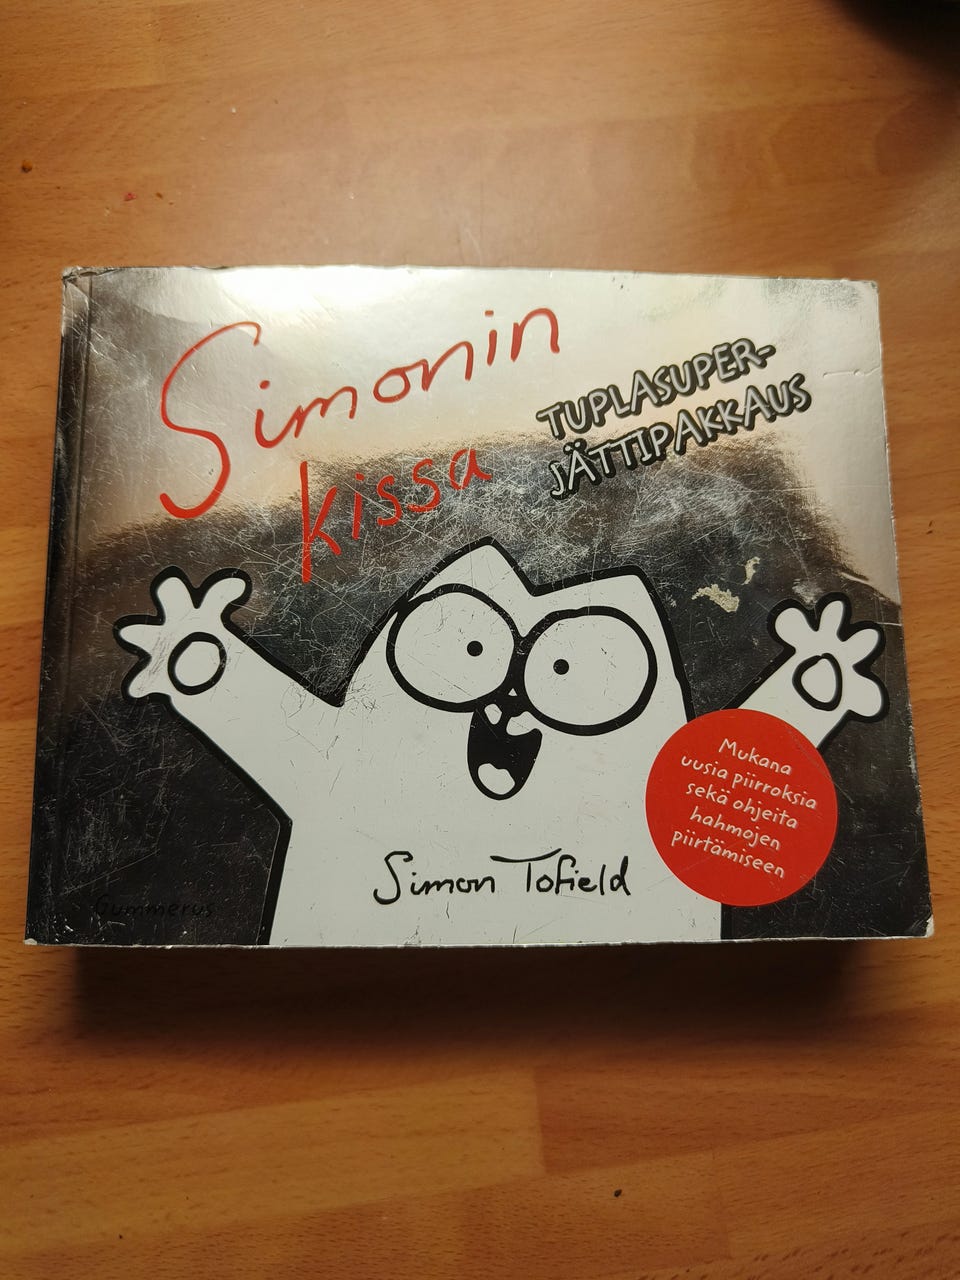 Simonin
kissa
TUPLASUPER-
JÄTTIPAKKAUS
Mukana
uusia piirroksia
sekä ohjeita
hahmojen
piirtämiseen
Simon Tofield
Gummerus